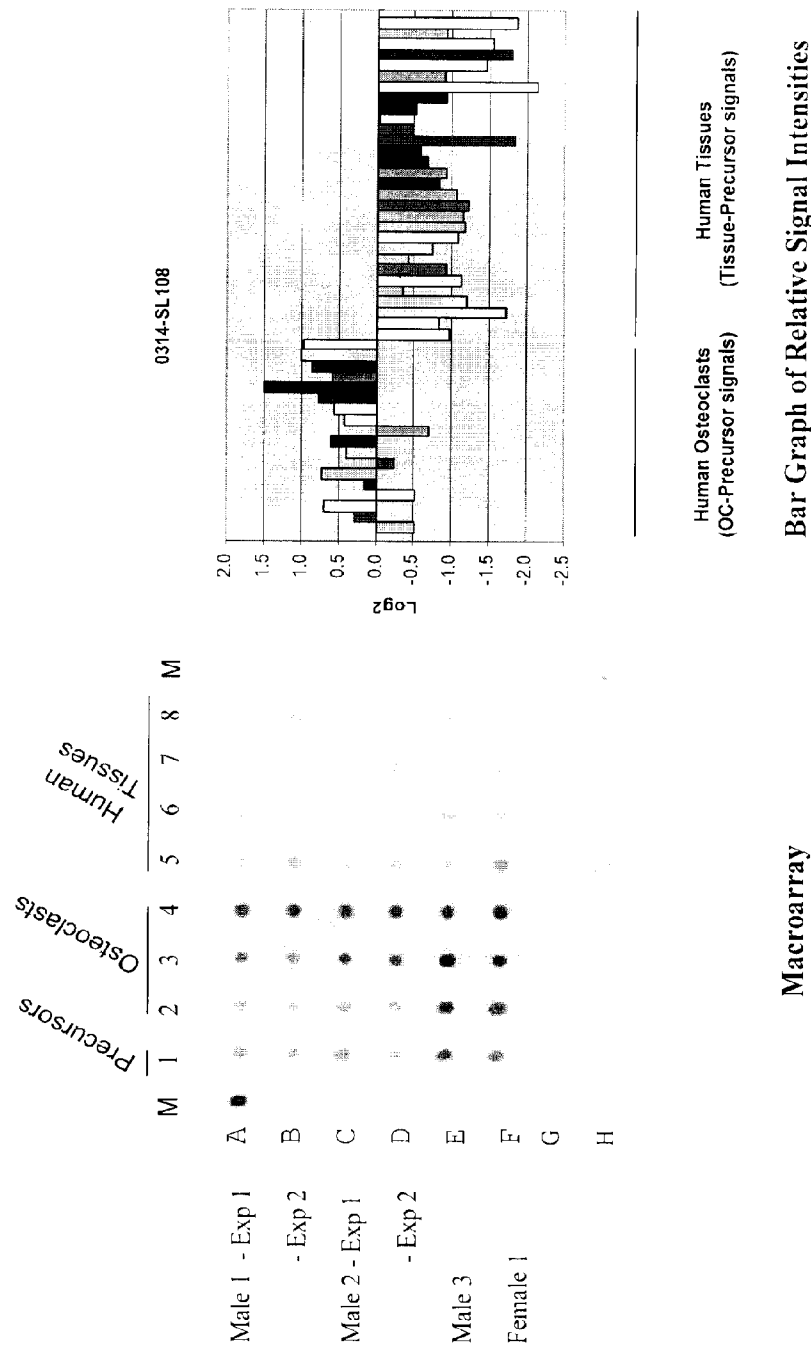 Precursors
Osteoclasts
Human
Tissues
M 1 2 3 4 5 6 7 8 M
Male 1 - Exp 1 A
- Exp 2 B
Male 2 - Exp 1 C
- Exp 2 D
Male 3 E
Female 1 F
G
H
Macroarray
0314-SL108
2.0
1.5
1.0
0.5
0.0
-0.5
-1.0
-1.5
-2.0
-2.5
Log2
Human Osteoclasts
(OC-Precursor signals)
Human Tissues
(Tissue-Precursor signals)
Bar Graph of Relative Signal Intensities